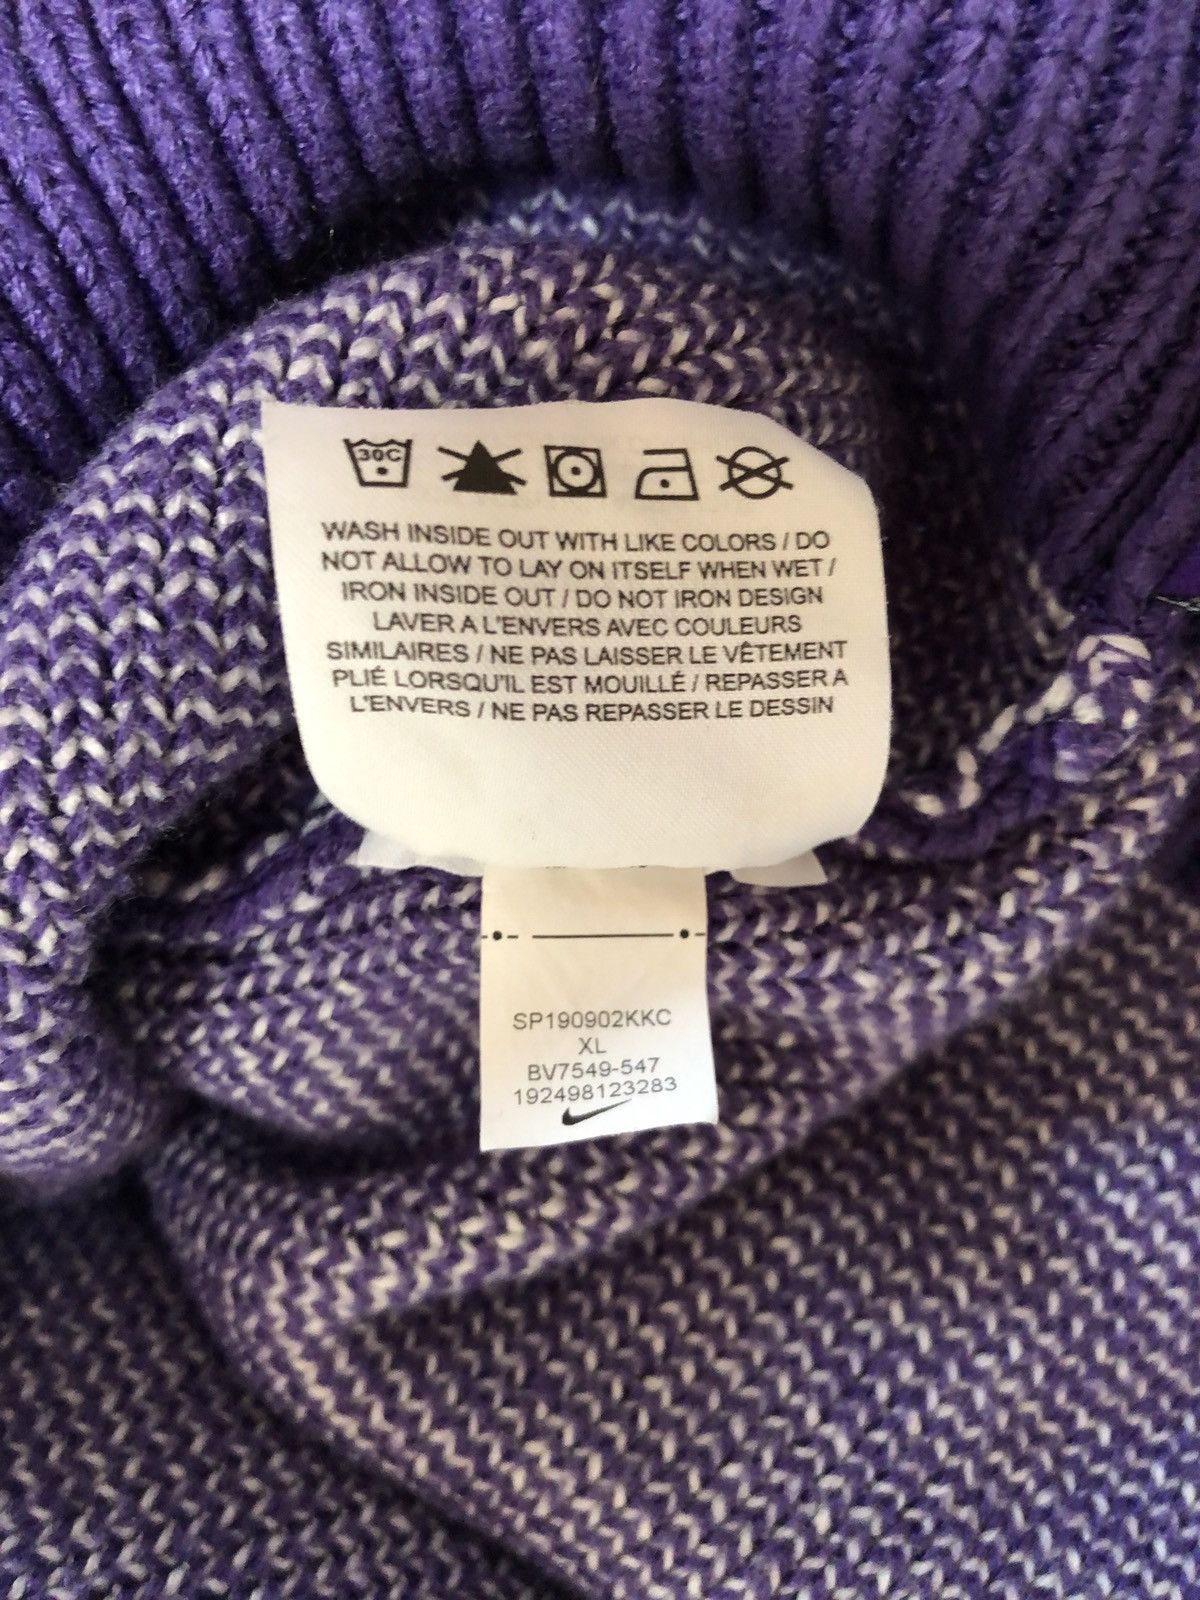 30C
WASH INSIDE OUT WITH LIKE COLORS / DO
NOT ALLOW TO LAY ON ITSELF WHEN WET /
IRON INSIDE OUT / DO NOT IRON DESIGN
LAVER A L'ENVERS AVEC COULEURS
SIMILAIRES / NE PAS LAISSER LE VÊTEMENT
PLIÉ LORSQU'IL EST MOUILLÉ / REPASSER A
L'ENVERS / NE PAS REPASSER LE DESSIN
SP190902KKC
XL
BV7549-547
192498123283